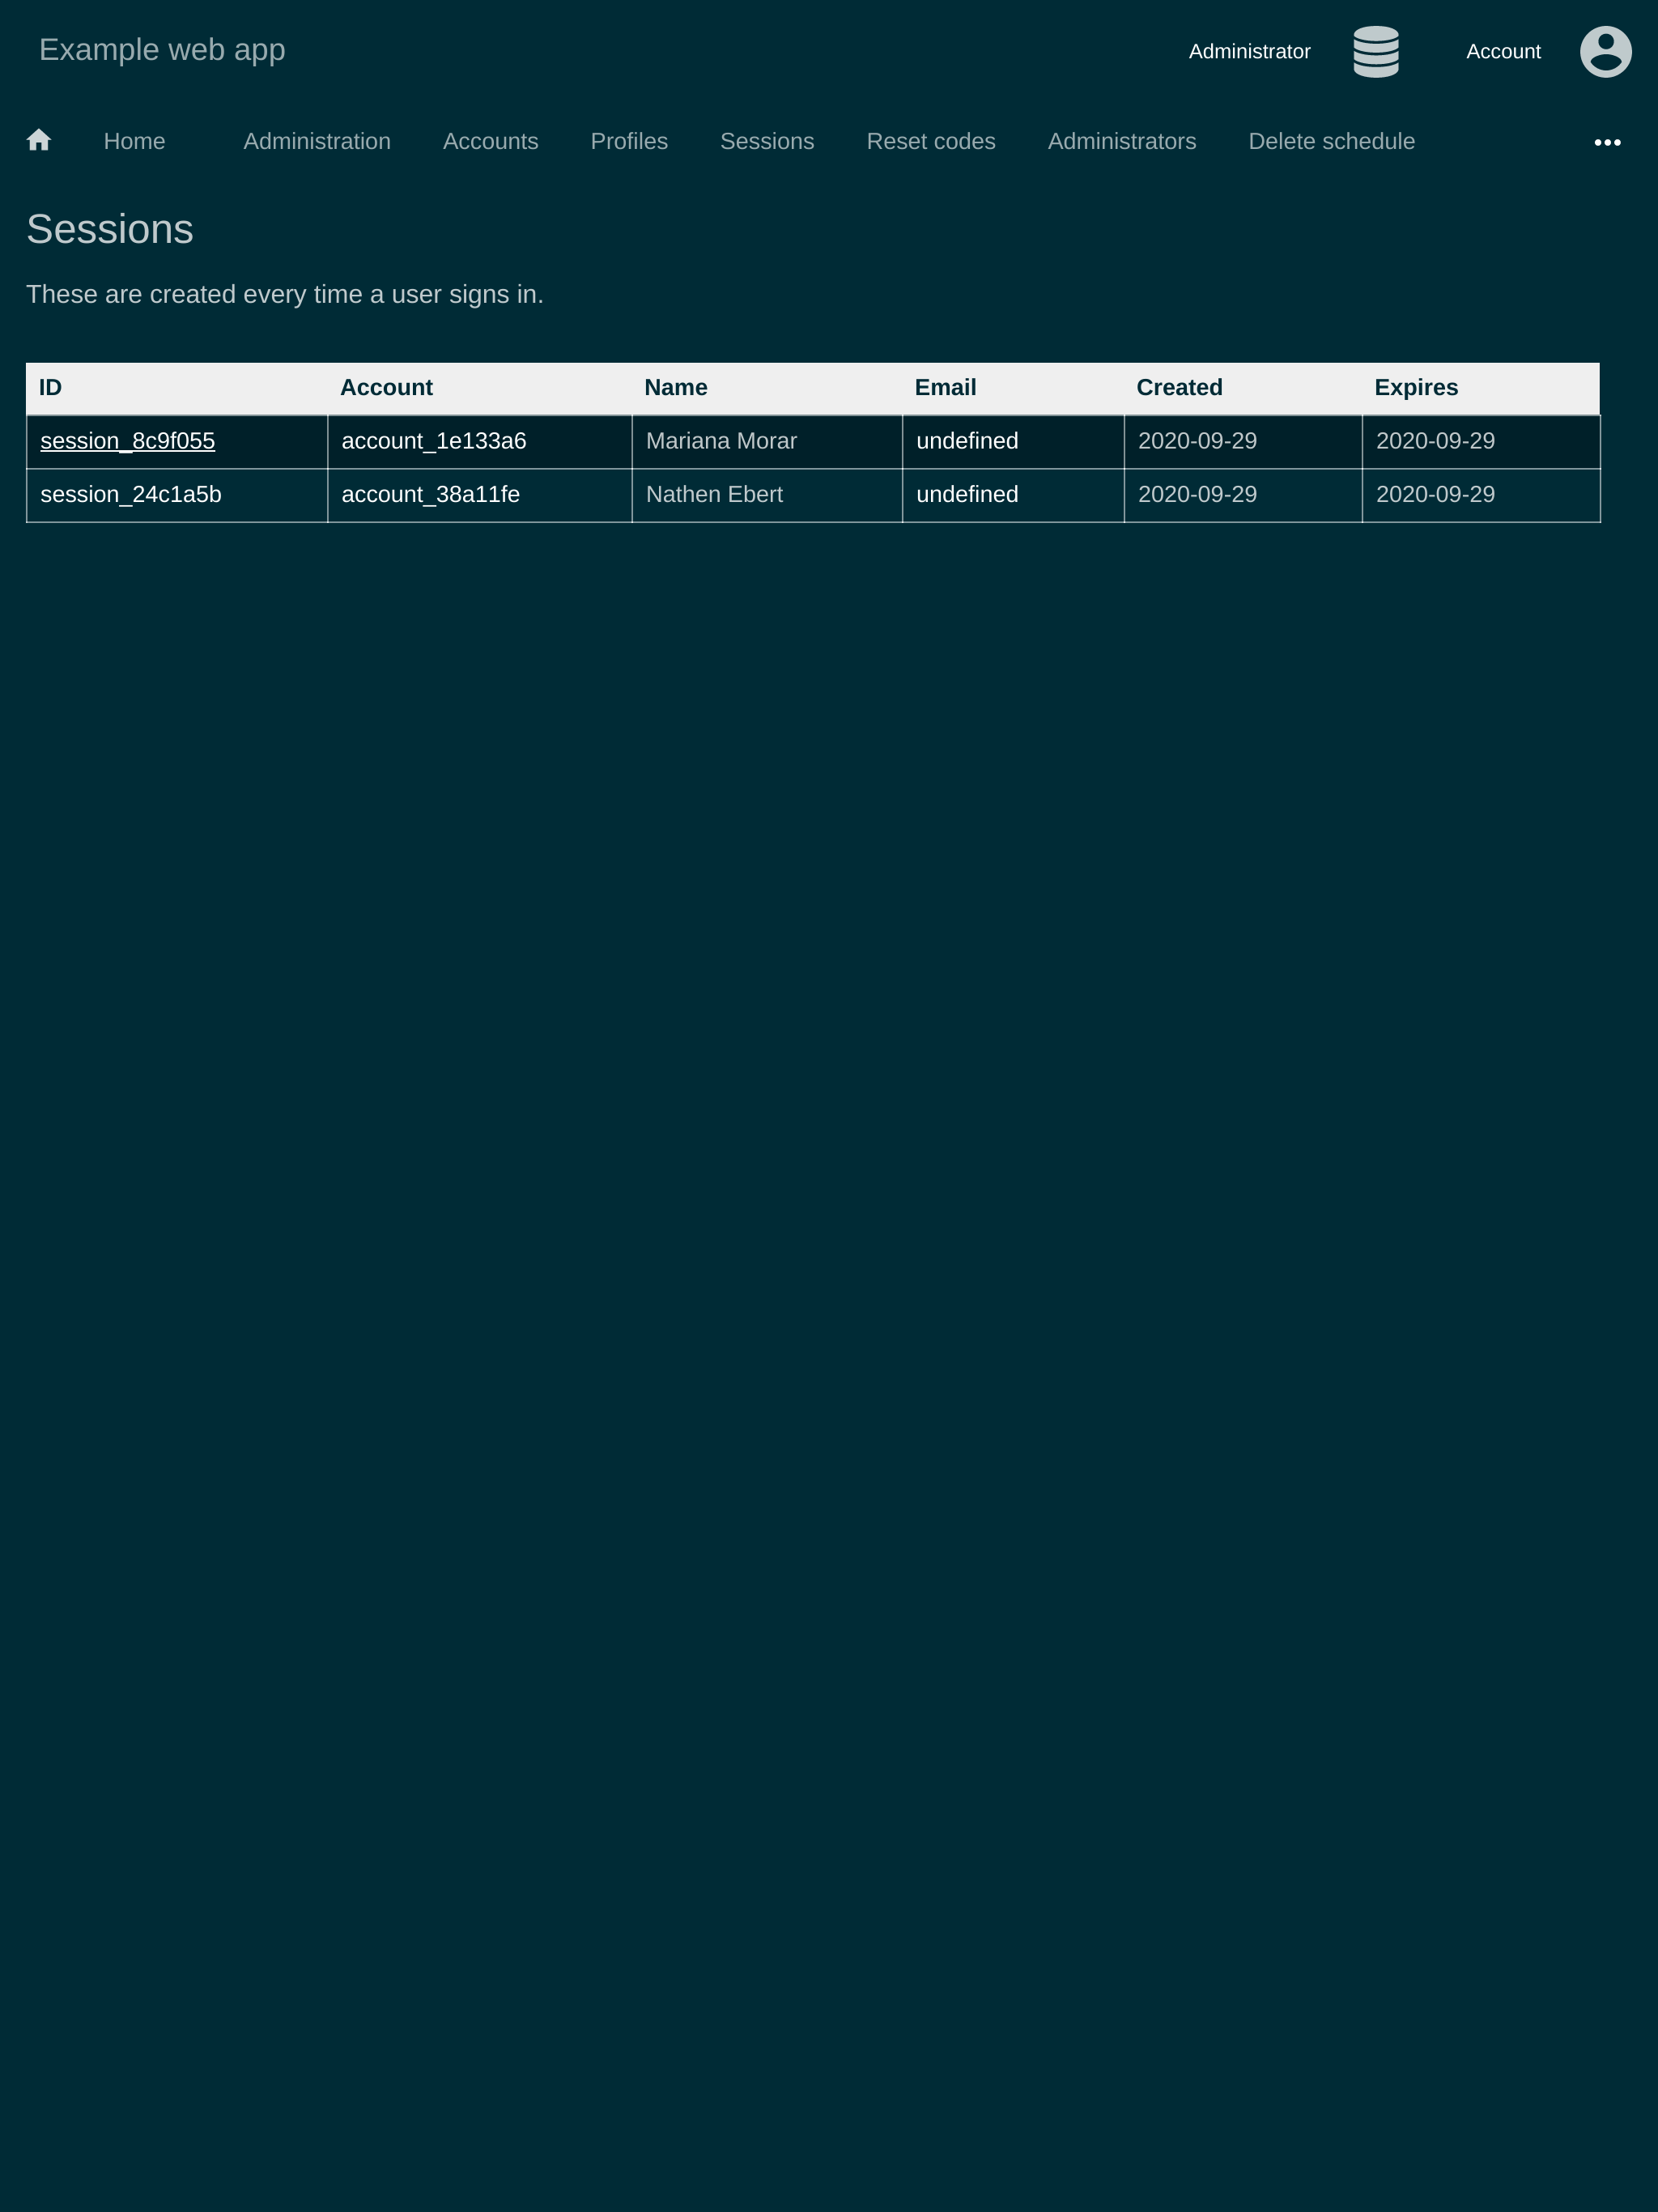 Example web app
Administrator Account
Home Administration Accounts Profiles Sessions Reset codes Administrators Delete schedule
Sessions
These are created every time a user signs in.
ID Account Name Email Created Expires
session_8c9f055 account_1e133a6 Mariana Morar undefined 2020-09-29 2020-09-29
session_24c1a5b account_38a11fe Nathen Ebert undefined 2020-09-29 2020-09-29